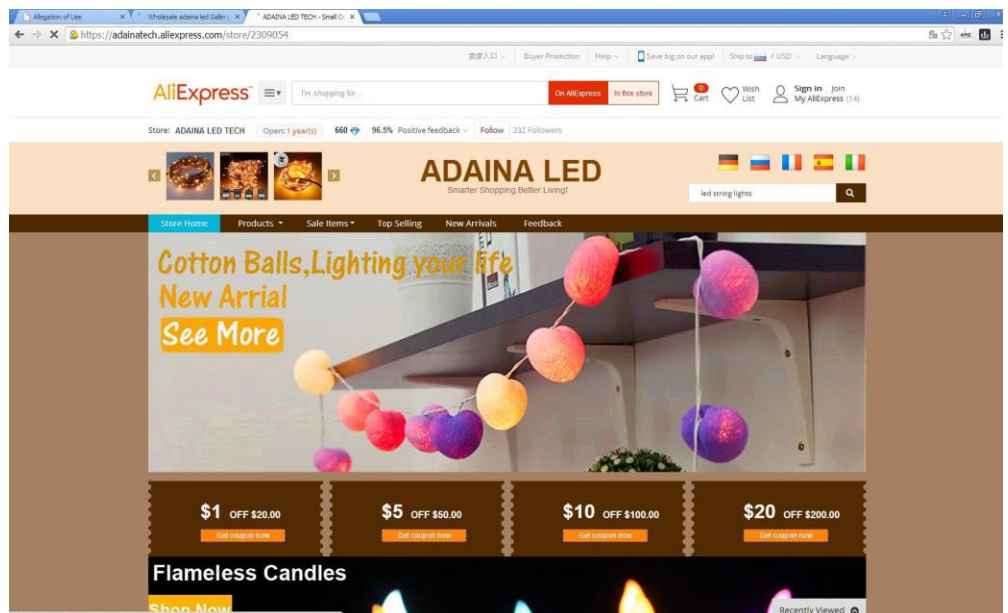 Allegation of Use
Wholesale adaina led Galler
ADAINA LED TECH - Small O
https://adainatech.aliexpress.com/store/2309054
Buyer Protection Help Save big on our app! Ship to / USD Language
AliExpress I'm shopping for... On AliExpress In this store 0 Cart Wish List Sign in Join My AliExpress (14)
Store: ADAINA LED TECH Open: 1 year(s) 660 96.5% Positive feedback Follow 232 Followers
ADAINA LED
Smarter Shopping,Better Living!
led string lights
Store Home Products Sale Items Top Selling New Arrivals Feedback
Cotton Balls,Lighting your life
New Arrial
See More
$1 OFF $20.00 $5 OFF $50.00 $10 OFF $100.00 $20 OFF $200.00
Get coupon now Get coupon now Get coupon now Get coupon now
Flameless Candles
Shop Now
Recently Viewed